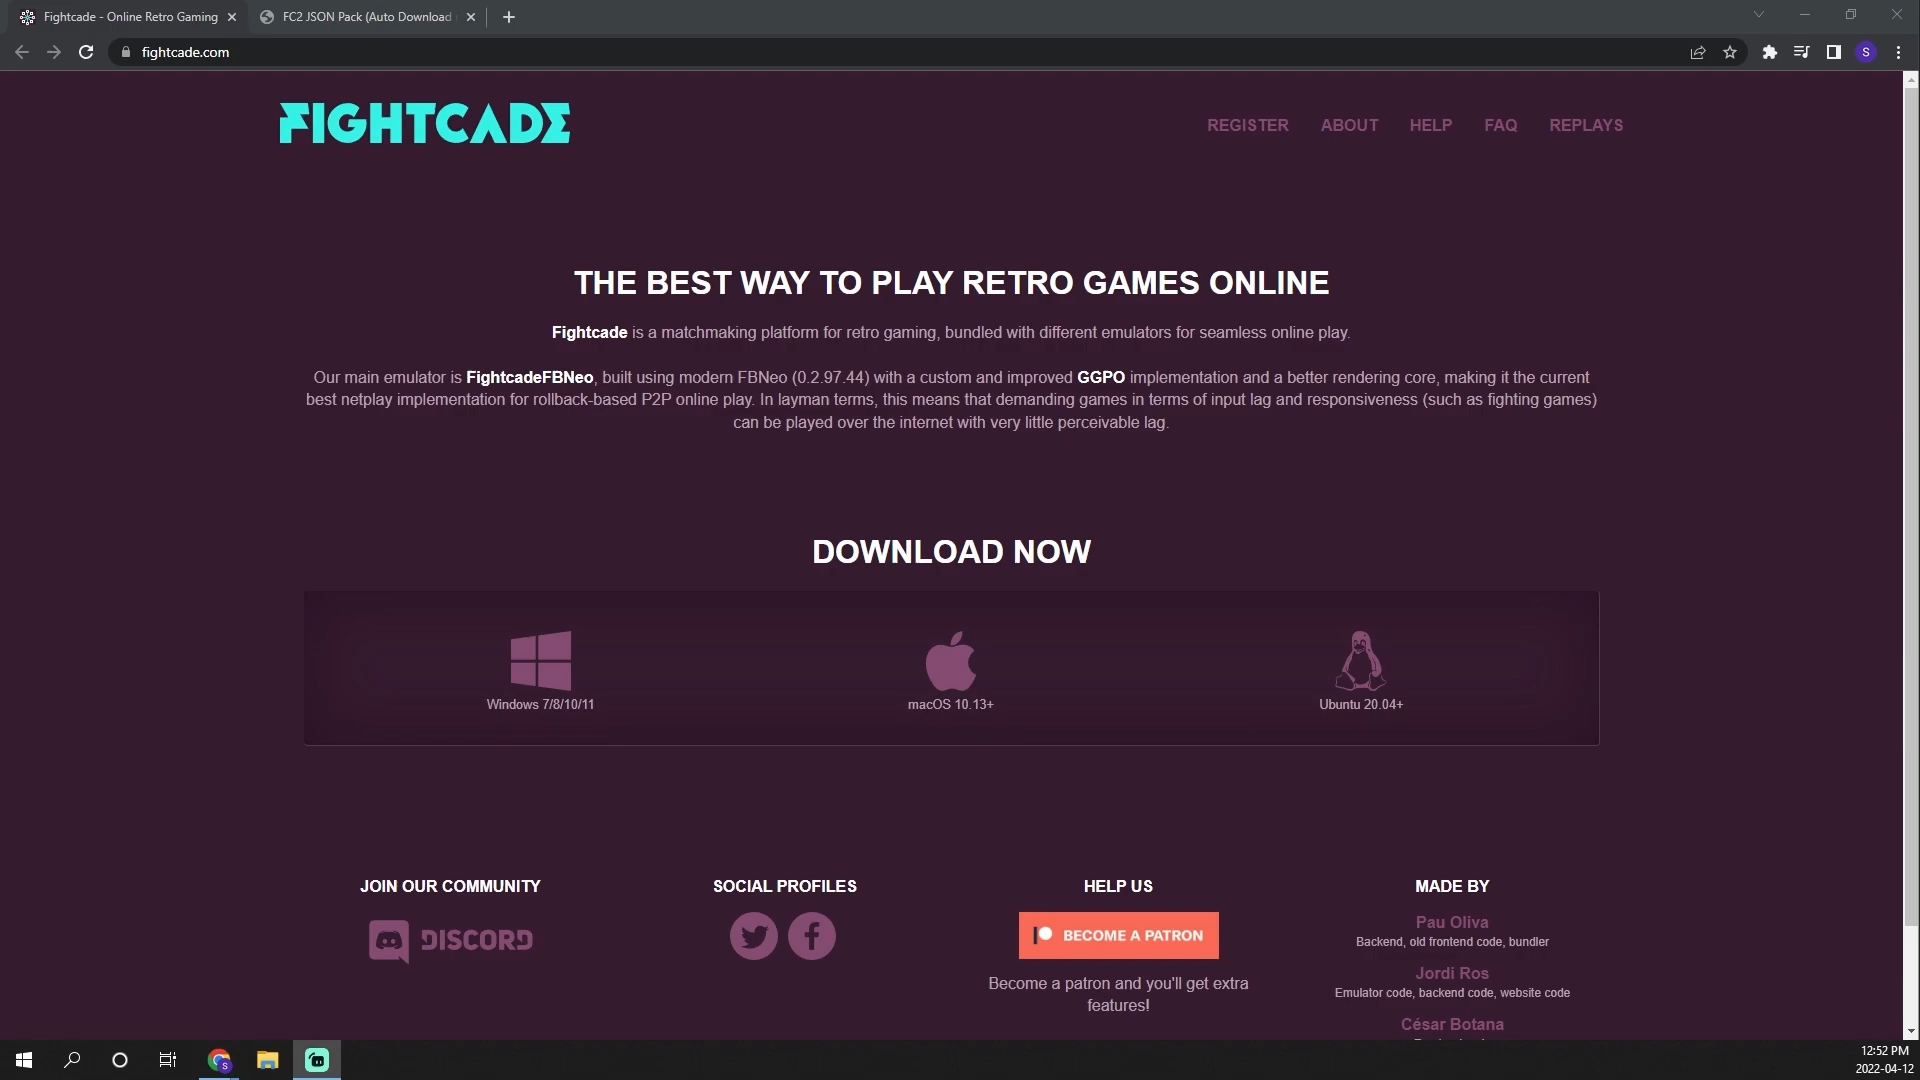 Fightcade - Online Retro Gaming
FC2 JSON Pack (Auto Download
fightcade.com
S
FIGHTCADE
REGISTER ABOUT HELP FAQ REPLAYS
THE BEST WAY TO PLAY RETRO GAMES ONLINE
Fightcade is a matchmaking platform for retro gaming, bundled with different emulators for seamless online play.
Our main emulator is FightcadeFBNeo, built using modern FBNeo (0.2.97.44) with a custom and improved GGPO implementation and a better rendering core, making it the current
best netplay implementation for rollback-based P2P online play. In layman terms, this means that demanding games in terms of input lag and responsiveness (such as fighting games)
can be played over the internet with very little perceivable lag.
DOWNLOAD NOW
Windows 7/8/10/11
macOS 10.13+
Ubuntu 20.04+
JOIN OUR COMMUNITY
DISCORD
SOCIAL PROFILES
HELP US
BECOME A PATRON
Become a patron and you'll get extra
features!
MADE BY
Pau Oliva
Backend, old frontend code, bundler
Jordi Ros
Emulator code, backend code, website code
César Botana
S
12:52 PM
2022-04-12